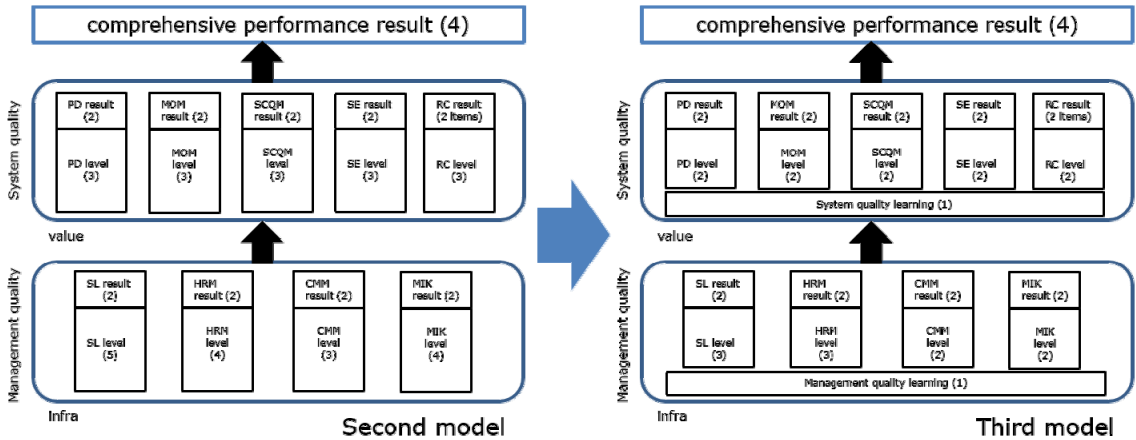 comprehensive performance result (4)
System quality
PD result
(2)
MOM
result (2)
SCQM
result (2)
SE result
(2)
RC result
(2 Items)
PD level
(3)
MOM
level
(3)
SCQM
level
(3)
SE level
(3)
RC level
(3)
value
Management quality
SL result
(2)
HRM
result (2)
CMM
result (2)
MIK
result (2)
SL level
(5)
HRM
level
(4)
CMM
level
(3)
MIK
level
(4)
Infra
Second model
comprehensive performance result (4)
System quality
PD result
(2)
MOM
result (2)
SCQM
result (2)
SE result
(2)
RC result
(2 Items)
PD level
(2)
MOM
level
(2)
SCQM
level
(2)
SE level
(2)
RC level
(2)
System quality learning (1)
value
Management quality
SL result
(2)
HRM
result (2)
CMM
result (2)
MIK
result (2)
SL level
(3)
HRM
level
(3)
CMM
level
(2)
MIK
level
(2)
Management quality learning (1)
Infra
Third model